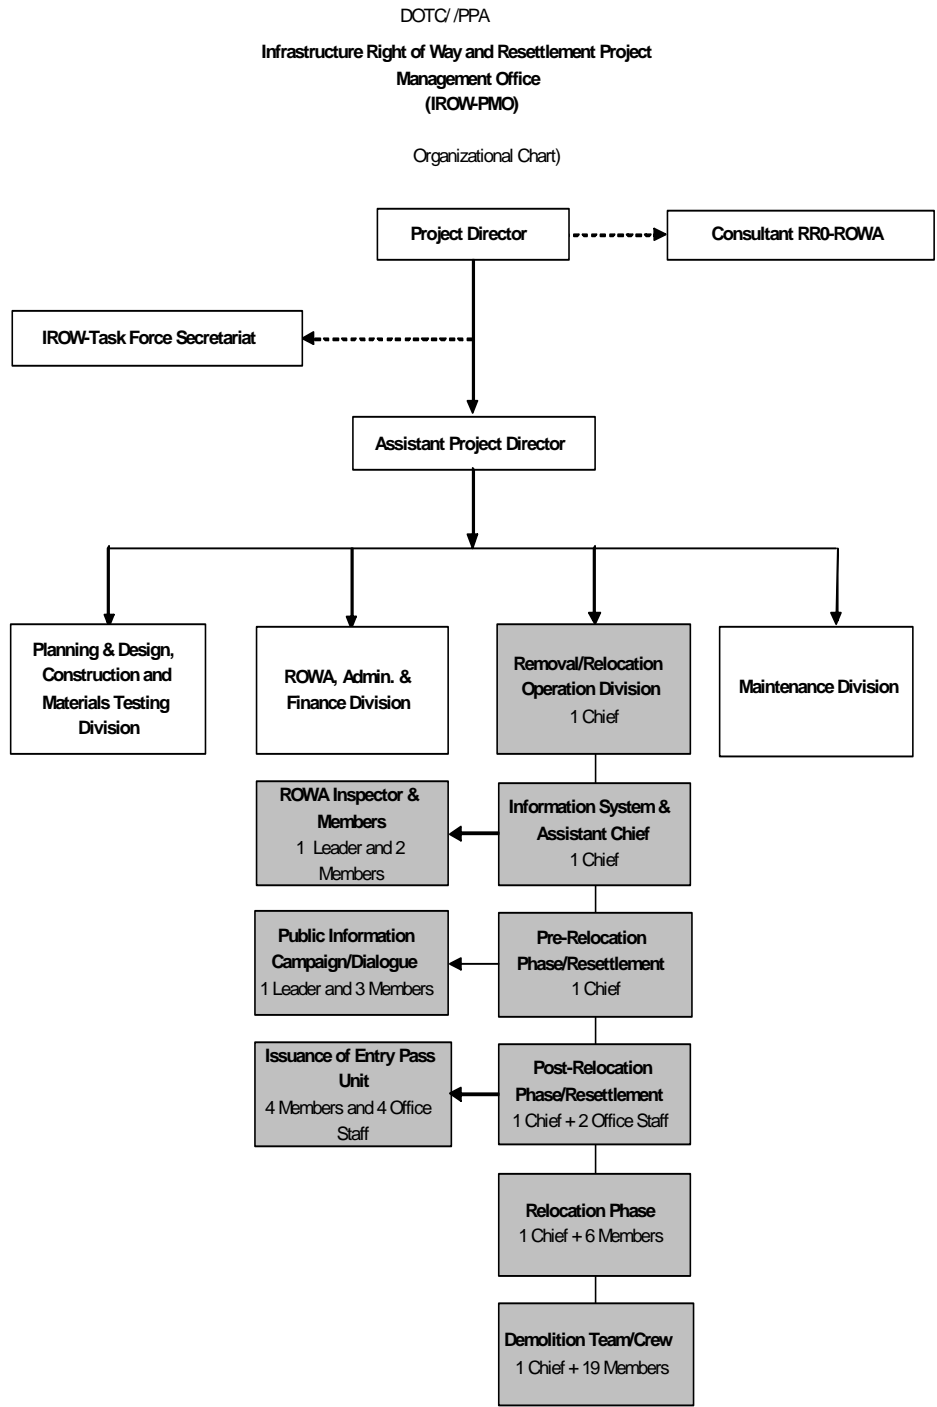 DOTC/ /PPA
Infrastructure Right of Way and Resettlement Project
Management Office
(IROW-PMO)
Organizational Chart)
Project Director
Consultant RR0-ROWA
IROW-Task Force Secretariat
Assistant Project Director
Planning & Design,
Construction and
Materials Testing
Division
ROWA, Admin. &
Finance Division
Removal/Relocation
Operation Division
1 Chief
Maintenance Division
ROWA Inspector &
Members
1 Leader and 2
Members
Information System &
Assistant Chief
1 Chief
Public Information
Campaign/Dialogue
1 Leader and 3 Members
Pre-Relocation
Phase/Resettlement
1 Chief
Issuance of Entry Pass
Unit
4 Members and 4 Office
Staff
Post-Relocation
Phase/Resettlement
1 Chief + 2 Office Staff
Relocation Phase
1 Chief + 6 Members
Demolition Team/Crew
1 Chief + 19 Members